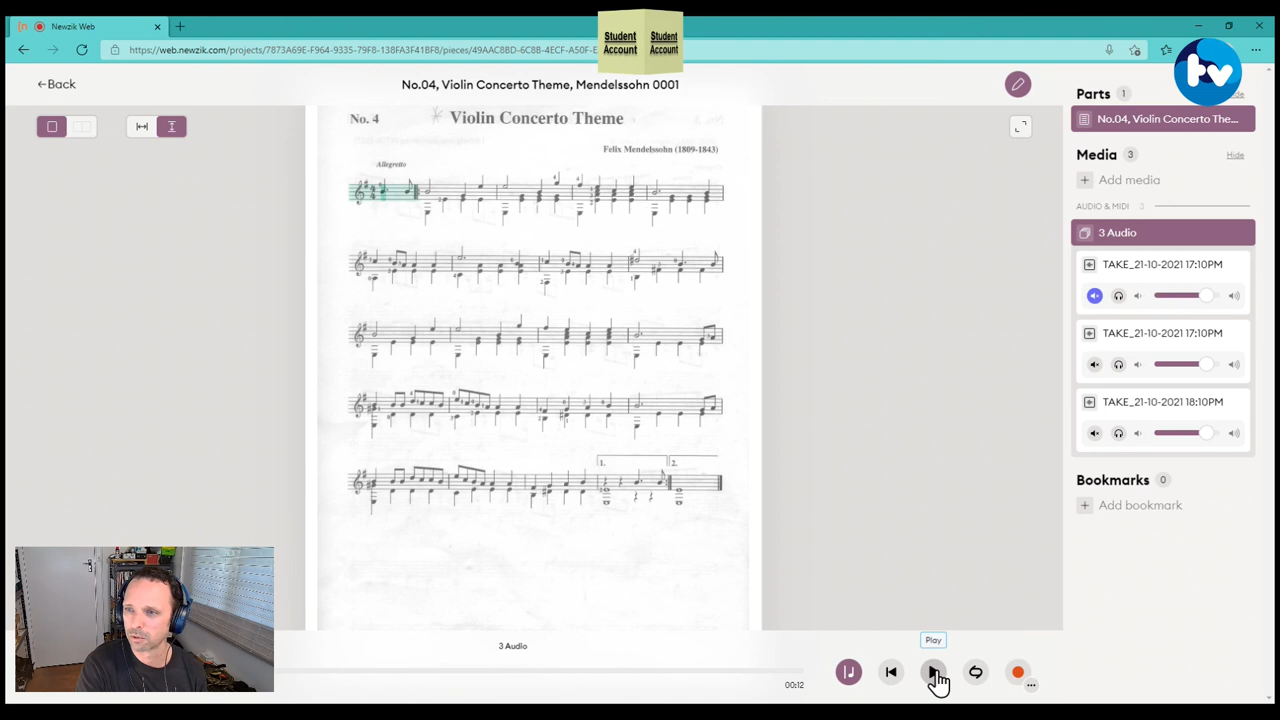 Newzik Web
https://web.newzik.com/projects/7873A69E-F964-9335-79F8-138FA3F41BF8/pieces/49AAC8BD-6C8B-4ECF-A50F-E
Student Account
Student Account
tv
Back
No.04, Violin Concerto Theme, Mendelssohn 0001
No. 4
Violin Concerto Theme
Felix Mendelssohn (1809-1843)
Allegretto
1.
2.
3 Audio
00:12
Play
Parts 1
No.04, Violin Concerto The...
Media 3
Hide
Add media
AUDIO & MIDI 3
3 Audio
TAKE_21-10-2021 17:10PM
TAKE_21-10-2021 17:10PM
TAKE_21-10-2021 18:10PM
Bookmarks 0
Add bookmark